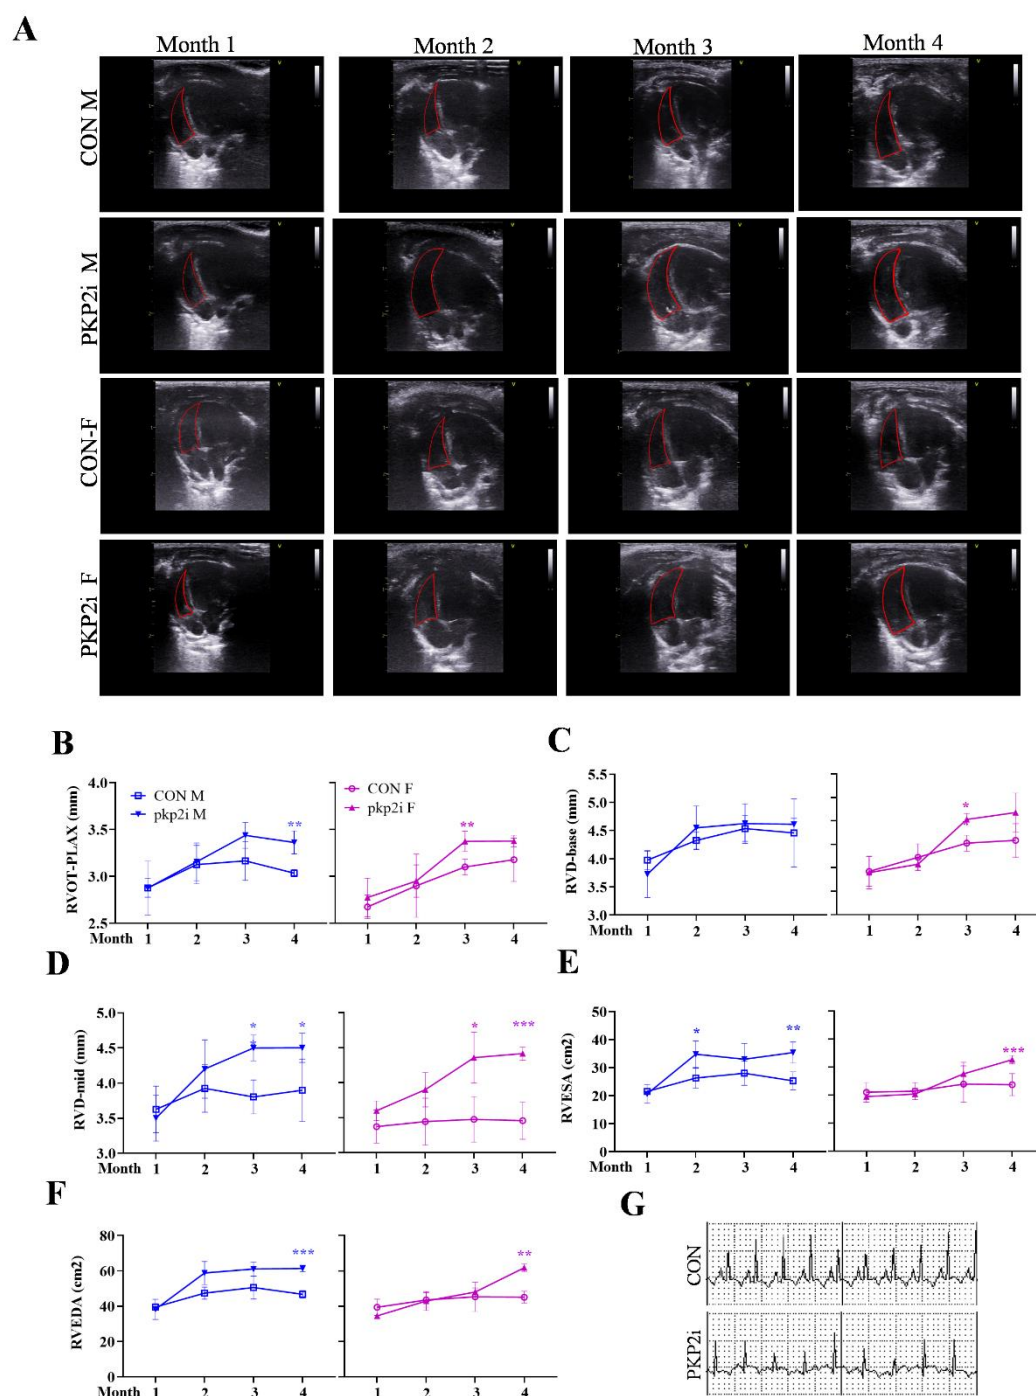 A
Month 1 Month 2 Month 3 Month 4
CON M
PKP2i M
CON-F
PKP2i F
B
RVOT-PLAX (mm)
4.0
3.5
3.0
2.5
CON M
pkp2i M
CON F
pkp2i F
**
**
Month 1 2 3 4 1 2 3 4
C
RVD-base (mm)
5.5
5.0
4.5
4.0
3.5
3.0
*
Month 1 2 3 4 1 2 3 4
D
RVD-mid (mm)
5.0
4.5
4.0
3.5
3.0
* *
* ***
Month 1 2 3 4 1 2 3 4
E
RVESA (cm2)
50
40
30
20
10
0
* **
***
Month 1 2 3 4 1 2 3 4
F
RVEDA (cm2)
80
60
40
20
0
***
**
Month 1 2 3 4 1 2 3 4
G
CON
PKP2i